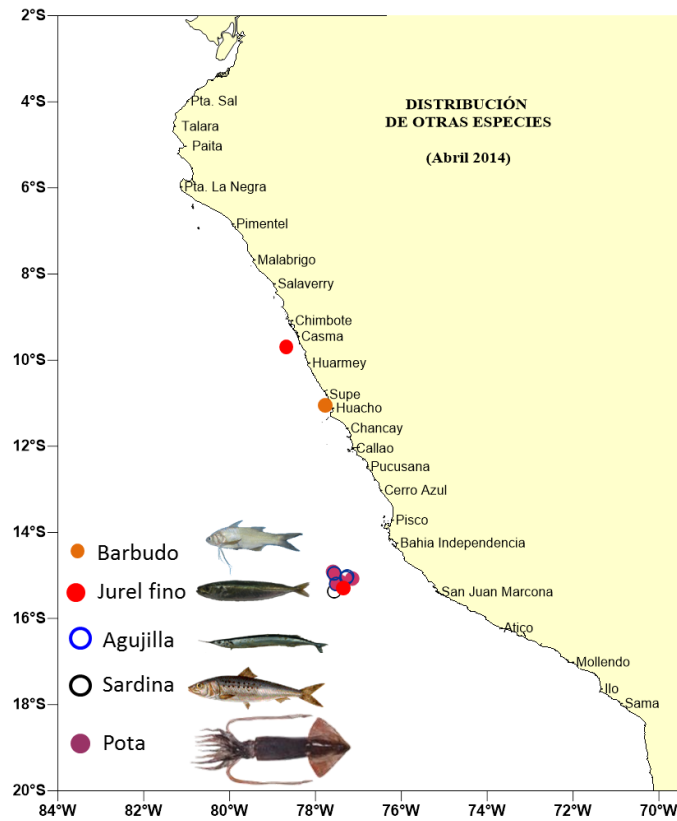 2°S
4°S
6°S
8°S
10°S
12°S
14°S
16°S
18°S
20°S
DISTRIBUCIÓN
DE OTRAS ESPECIES
(Abril 2014)
Pta. Sal
Talara
Paita
Pta. La Negra
Pimentel
Malabrigo
Salaverry
Chimbote
Casma
Huarmey
Supe
Huacho
Chancay
Callao
Pucusana
Cerro Azul
Pisco
Bahia Independencia
San Juan Marcona
Atico
Mollendo
Ilo
Sama
Barbudo
Jurel fino
Agujilla
Sardina
Pota
84°W 82°W 80°W 78°W 76°W 74°W 72°W 70°W